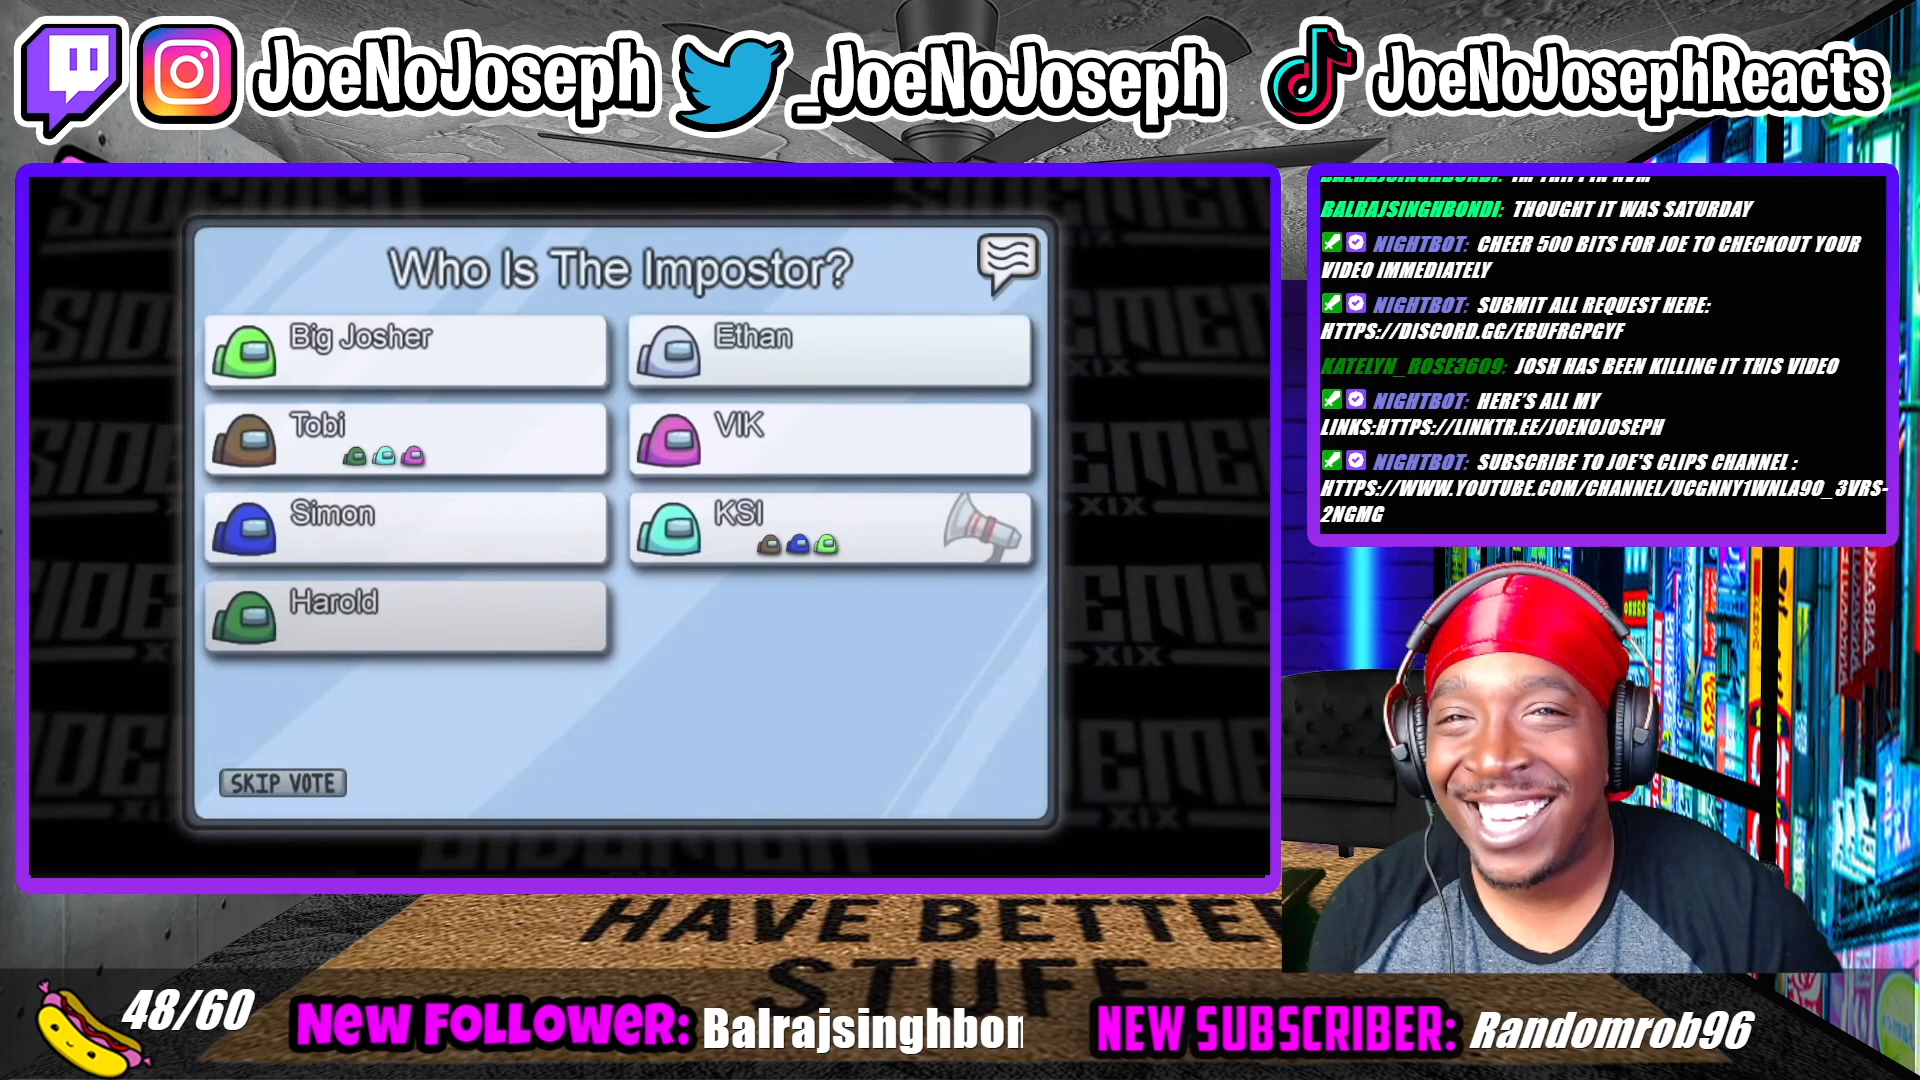 JoeNoJoseph
_JoeNoJoseph
JoeNoJosephReacts
Who Is The Impostor?
Big Josher
Ethan
Tobi
VIK
Simon
KSI
Harold
SKIP VOTE
SIDEMEN
XIX
BALRAJSINGHBONDI: THOUGHT IT WAS SATURDAY
NIGHTBOT: CHEER 500 BITS FOR JOE TO CHECKOUT YOUR
VIDEO IMMEDIATELY
NIGHTBOT: SUBMIT ALL REQUEST HERE:
HTTPS://DISCORD.GG/EBUFRGPGYF
KATELYN_ROSE3609: JOSH HAS BEEN KILLING IT THIS VIDEO
NIGHTBOT: HERE'S ALL MY
LINKS:HTTPS://LINKTR.EE/JOENOJOSEPH
NIGHTBOT: SUBSCRIBE TO JOE'S CLIPS CHANNEL :
HTTPS://WWW.YOUTUBE.COM/CHANNEL/UCGNNY1WNLA9O_3VRS-
2NGMG
HAVE BETTE
STUFF
48/60
NEW FOLLOWER: Balrajsinghbon
NEW SUBSCRIBER: Randomrob96